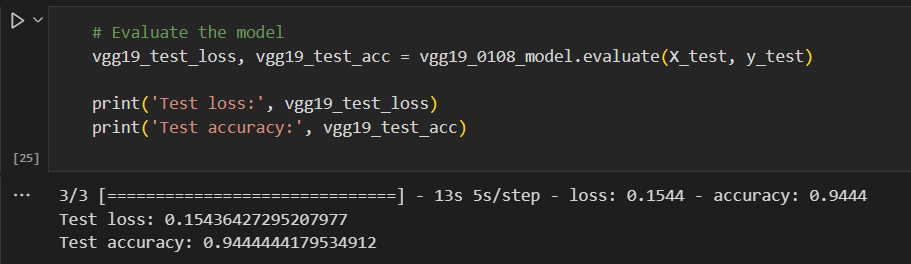 # Evaluate the model
vgg19_test_loss, vgg19_test_acc = vgg19_0108_model.evaluate(X_test, y_test)
print('Test loss:', vgg19_test_loss)
print('Test accuracy:', vgg19_test_acc)
[25]
... 3/3 [==============================] - 13s 5s/step - loss: 0.1544 - accuracy: 0.9444
Test loss: 0.15436427295207977
Test accuracy: 0.9444444179534912